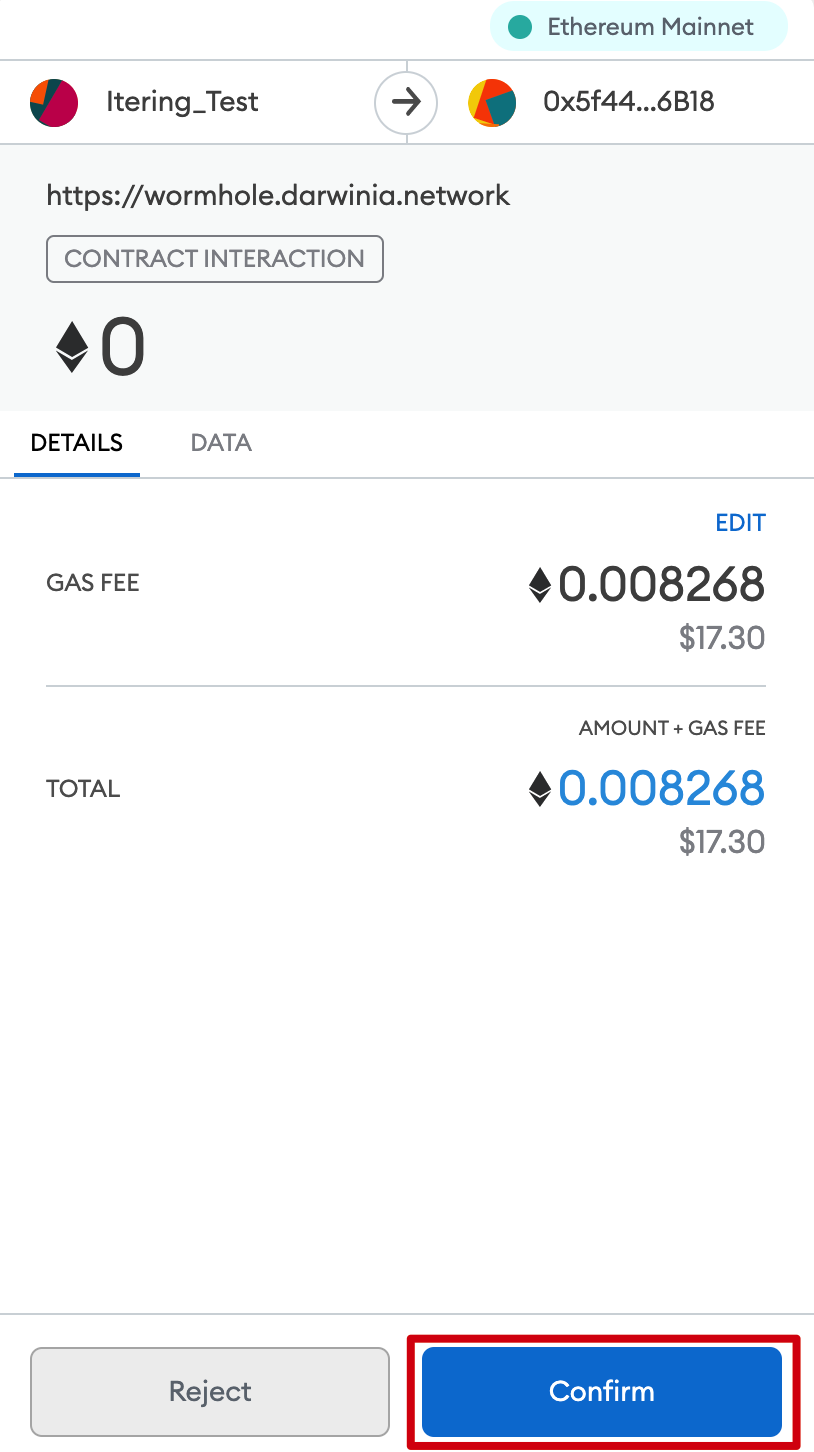 Ethereum Mainnet
Itering_Test
0x5f44...6B18
https://wormhole.darwinia.network
CONTRACT INTERACTION
0
DETAILS
DATA
EDIT
GAS FEE
0.008268
$17.30
AMOUNT + GAS FEE
TOTAL
0.008268
$17.30
Reject
Confirm